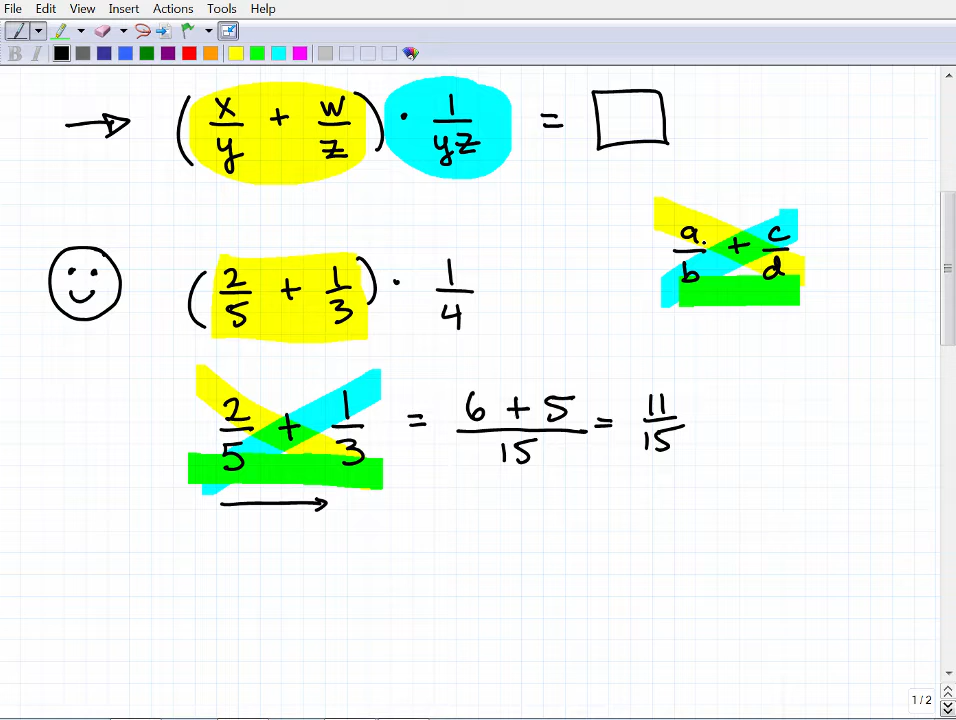 File Edit View Insert Actions Tools Help
B I
(x/y + w/z) · 1/yz =
a/b + c/d
(2/5 + 1/3) · 1/4
2/5 + 1/3 = 6 + 5/15 = 11/15
1 / 2